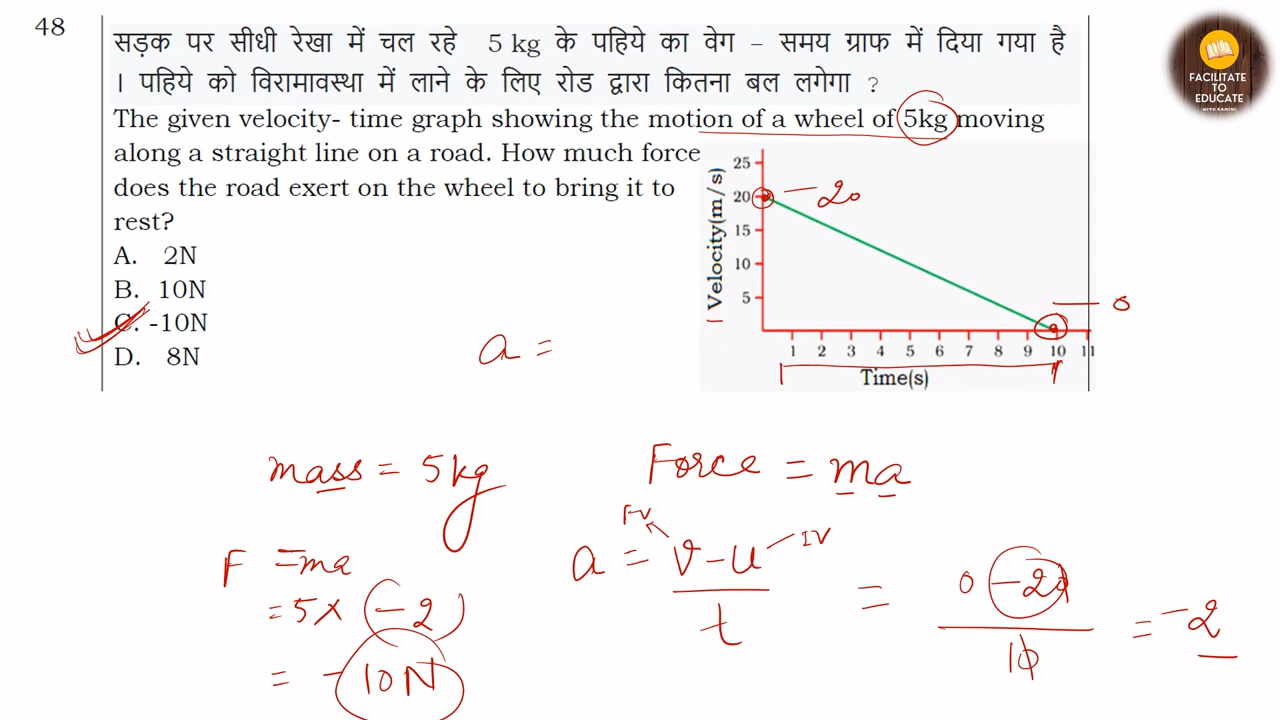 48
सड़क पर सीधी रेखा में चल रहे 5 kg के पहिये का वेग – समय ग्राफ में दिया गया है
। पहिये को विरामावस्था में लाने के लिए रोड द्वारा कितना बल लगेगा ?
The given velocity- time graph showing the motion of a wheel of 5kg moving
along a straight line on a road. How much force
does the road exert on the wheel to bring it to
rest?
A. 2N
B. 10N
C. -10N
D. 8N
FACILITATE
TO
EDUCATE
WITH
Velocity(m/s)
25
20
15
10
5
1 2 3 4 5 6 7 8 9 10 11
Time(s)
– 20
— 0
a =
mass = 5kg
Force = ma
F = ma
= 5 x (-2)
= -10N
FV
IV
a = v-u
t
= 0 -20
10
= -2